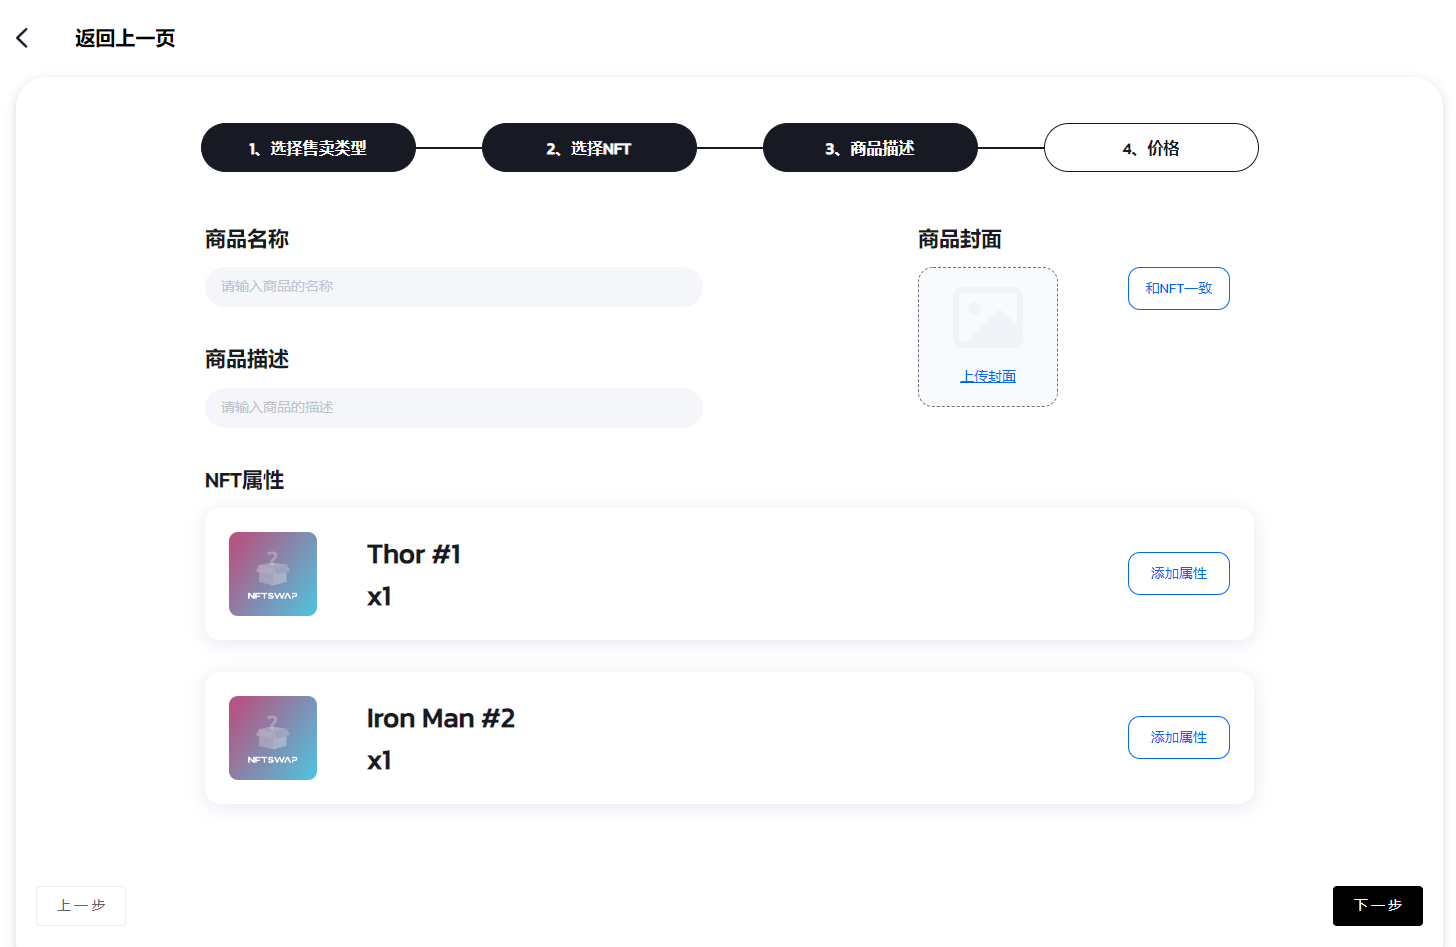 返回上一页
1、选择售卖类型
2、选择NFT
3、商品描述
4、价格
商品名称
请输入商品的名称
商品封面
上传封面
和NFT一致
商品描述
请输入商品的描述
NFT属性
?
NFTSWAP
Thor #1
x1
添加属性
?
NFTSWAP
Iron Man #2
x1
添加属性
上一步
下一步